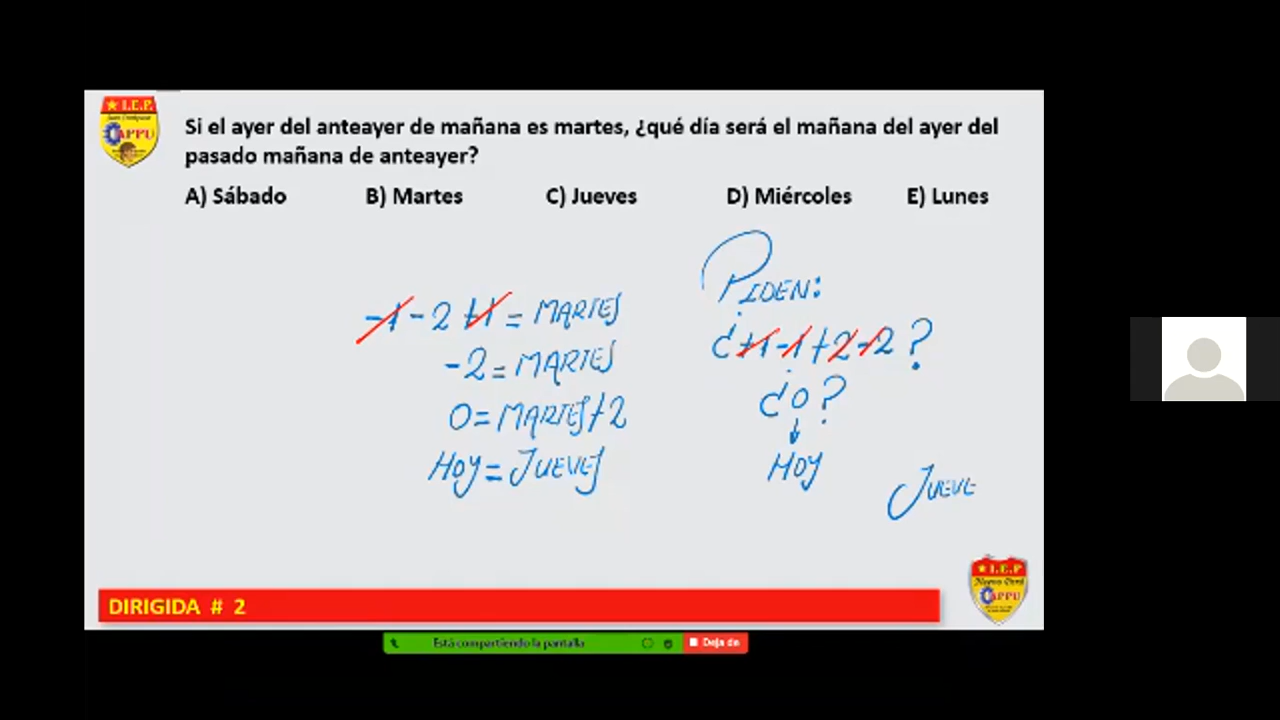 ★ I.E.P.
APPU
Si el ayer del anteayer de mañana es martes, ¿qué día será el mañana del ayer del
pasado mañana de anteayer?
A) Sábado B) Martes C) Jueves D) Miércoles E) Lunes
-1 - 2 +1 = MARTES
-2 = MARTES
0 = MARTES + 2
HOY = JUEVES
PIDEN:
¿+1-1+2-2?
¿0?
HOY
JUEVE
★ I.E.P
APPU
DIRIGIDA # 2
Está compartiendo la pantalla
Deja de